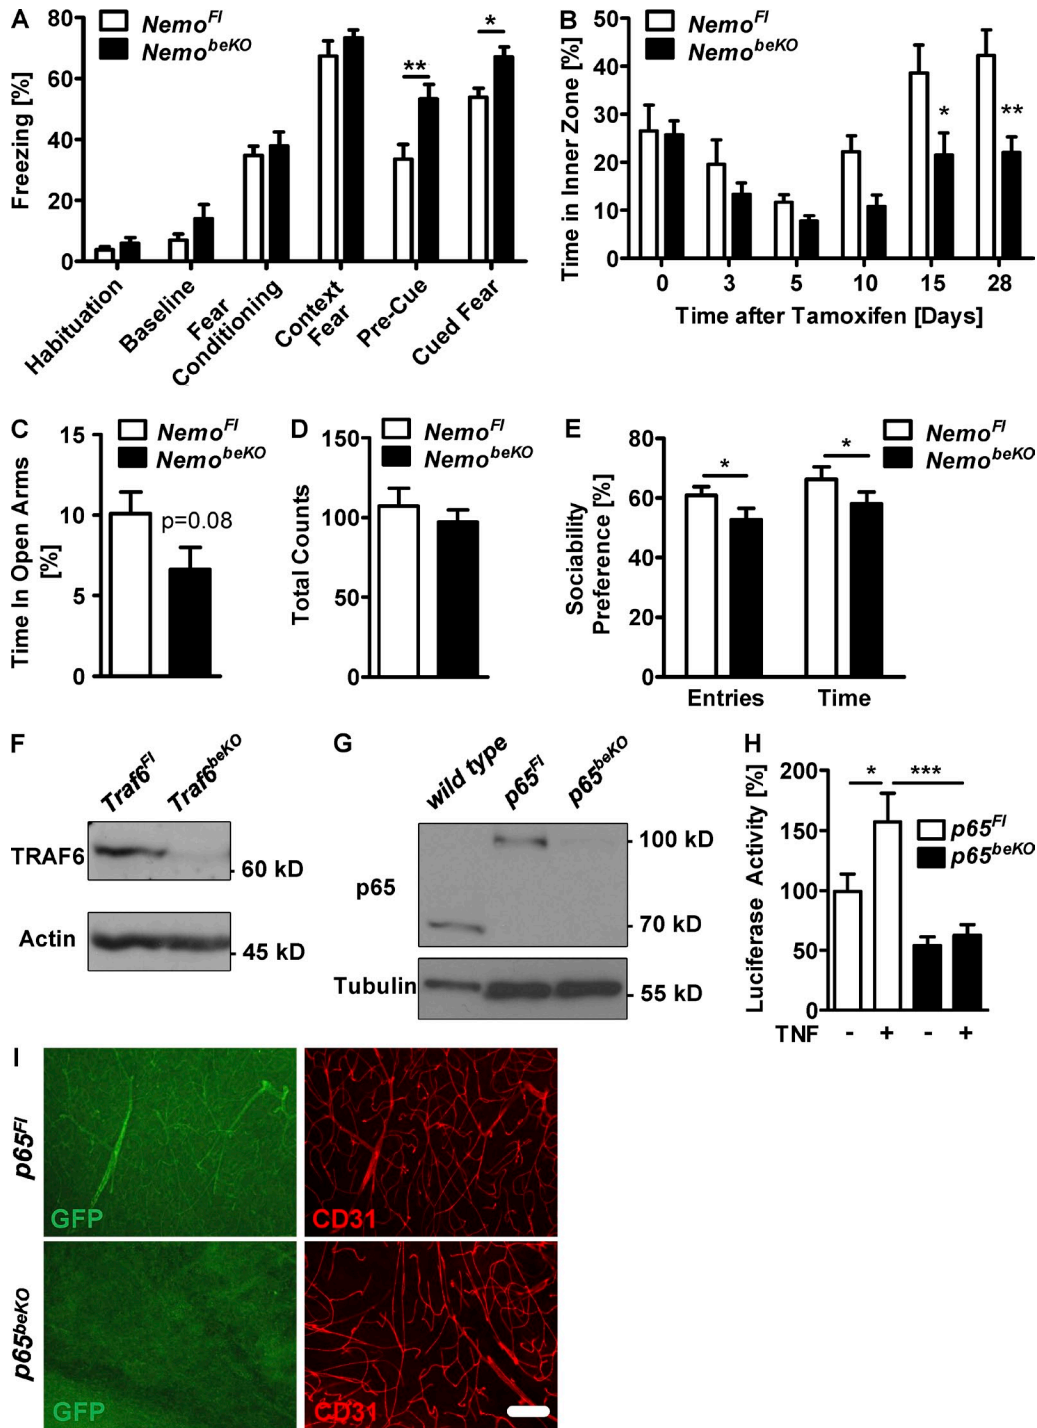 A
Nemo^Fl
Nemo^beKO
Freezing [%]
80
60
40
20
0
*
**
Habituation
Baseline
Fear
Conditioning
Context
Fear
Pre-Cue
Cued Fear
B
Nemo^Fl
Nemo^beKO
Time in Inner Zone [%]
50
40
30
20
10
0
*
**
0 3 5 10 15 28
Time after Tamoxifen [Days]
C
Nemo^Fl
Nemo^beKO
Time In Open Arms
[%]
15
10
5
0
p=0.08
D
Nemo^Fl
Nemo^beKO
Total Counts
150
100
50
0
E
Nemo^Fl
Nemo^beKO
Sociability
Preference [%]
80
60
40
20
0
*
*
Entries Time
F
Traf6^Fl
Traf6^beKO
TRAF6
60 kD
Actin
45 kD
G
wild type
p65^Fl
p65^beKO
100 kD
p65
70 kD
Tubulin
55 kD
H
Luciferase Activity [%]
200
150
100
50
0
* ***
p65^Fl
p65^beKO
TNF - + - +
I
p65^Fl
GFP
CD31
p65^beKO
GFP
CD31